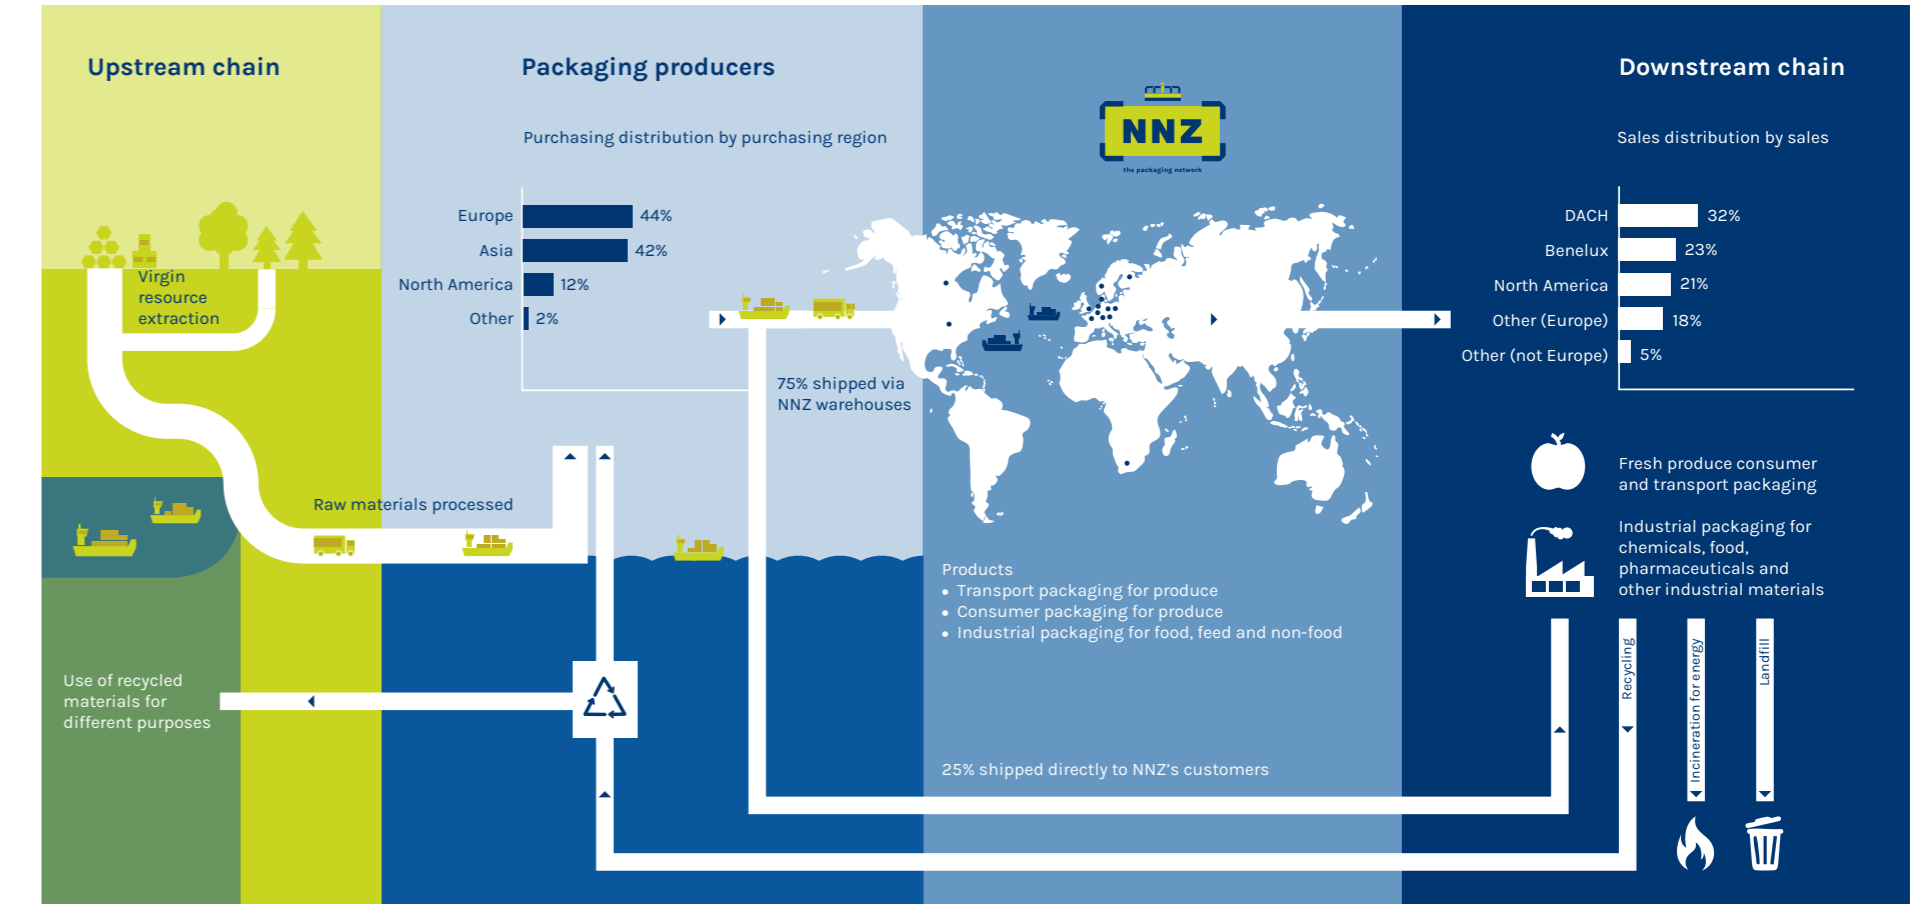 Upstream chain
Virgin
resource
extraction
Raw materials processed
Use of recycled
materials for
different purposes
Packaging producers
Purchasing distribution by purchasing region
Europe 44%
Asia 42%
North America 12%
Other 2%
75% shipped via
NNZ warehouses
NNZ
the packaging network
Products
• Transport packaging for produce
• Consumer packaging for produce
• Industrial packaging for food, feed and non-food
25% shipped directly to NNZ's customers
Downstream chain
Sales distribution by sales
DACH 32%
Benelux 23%
North America 21%
Other (Europe) 18%
Other (not Europe) 5%
Fresh produce consumer
and transport packaging
Industrial packaging for
chemicals, food,
pharmaceuticals and
other industrial materials
Recycling
Incineration for energy
Landfill